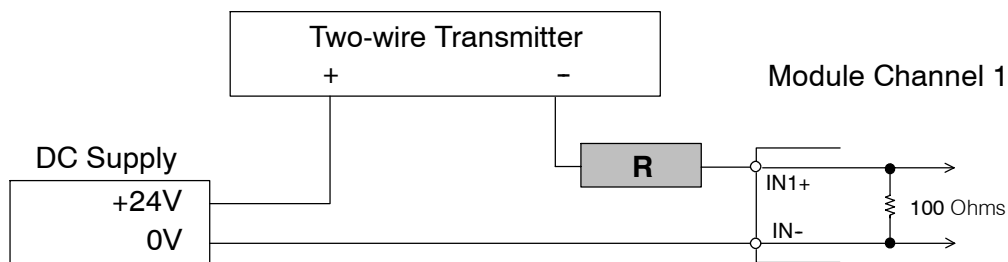 Two-wire Transmitter
+ −
Module Channel 1
DC Supply
R
+24V
IN1+
100 Ohms
0V
IN−